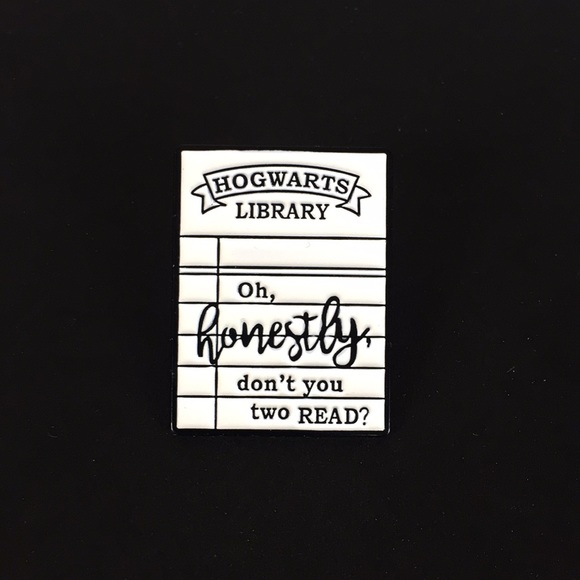 HOGWARTS
LIBRARY
Oh,
honestly,
don't you
two READ?